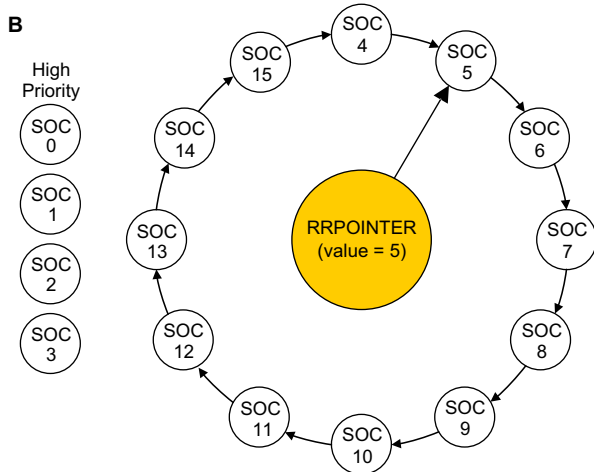 B
High
Priority
SOC
0
SOC
1
SOC
2
SOC
3
SOC
4
SOC
5
SOC
6
SOC
7
SOC
8
SOC
9
SOC
10
SOC
11
SOC
12
SOC
13
SOC
14
SOC
15
RRPOINTER
(value = 5)